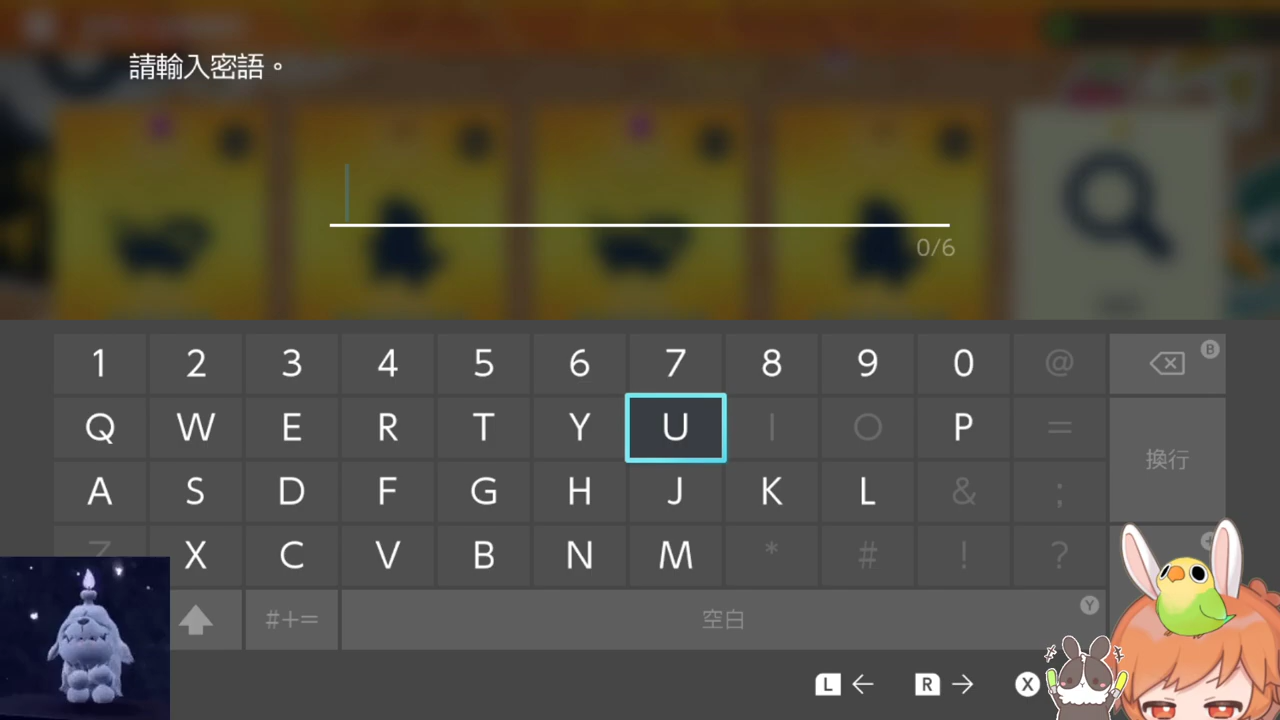 請輸入密語。
0/6
1 2 3 4 5 6 7 8 9 0 @
B
Q W E R T Y U I O P =
換行
A S D F G H J K L & ;
Z X C V B N M * # ! ?
#+= 空白 Y
L ← R → X